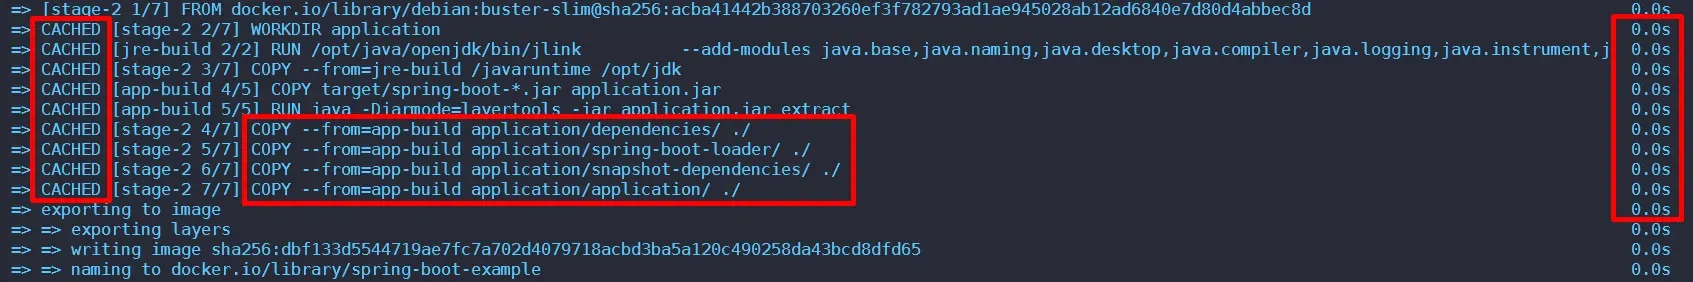 => [stage-2 1/7] FROM docker.io/library/debian:buster-slim@sha256:acba41442b388703260ef3f782793ad1ae945028ab12ad6840e7d80d4abbec8d 0.0s
=> CACHED [stage-2 2/7] WORKDIR application 0.0s
=> CACHED [jre-build 2/2] RUN /opt/java/openjdk/bin/jlink --add-modules java.base,java.naming,java.desktop,java.compiler,java.logging,java.instrument,j 0.0s
=> CACHED [stage-2 3/7] COPY --from=jre-build /javaruntime /opt/jdk 0.0s
=> CACHED [app-build 4/5] COPY target/spring-boot-*.jar application.jar 0.0s
=> CACHED [app-build 5/5] RUN java -Djarmode=layertools -jar application.jar extract 0.0s
=> CACHED [stage-2 4/7] COPY --from=app-build application/dependencies/ ./ 0.0s
=> CACHED [stage-2 5/7] COPY --from=app-build application/spring-boot-loader/ ./ 0.0s
=> CACHED [stage-2 6/7] COPY --from=app-build application/snapshot-dependencies/ ./ 0.0s
=> CACHED [stage-2 7/7] COPY --from=app-build application/application/ ./ 0.0s
=> exporting to image 0.0s
=> => exporting layers 0.0s
=> => writing image sha256:dbf133d5544719ae7fc7a702d4079718acbd3ba5a120c490258da43bcd8dfd65 0.0s
=> => naming to docker.io/library/spring-boot-example 0.0s